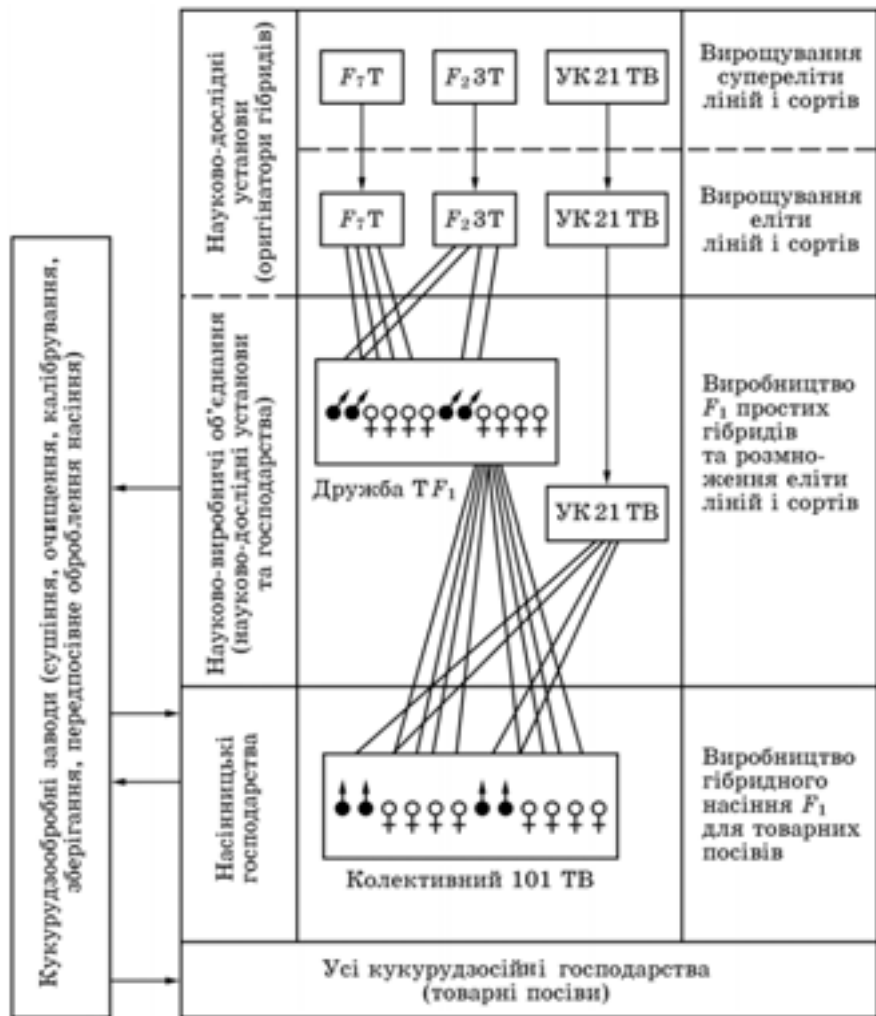 Кукурудзообробні заводи (сушіння, очищення, калібрування,
зберігання, передпосівне оброблення насіння)
Науково-дослідні
установи
(оригінатори гібридів)
F₇Т
F₂3Т
УК 21 ТВ
Вирощування
супереліти
ліній і сортів
F₇Т
F₂3Т
УК 21 ТВ
Вирощування
еліти
ліній і сортів
Науково-виробничі об’єднання
(науково-дослідні установи
та господарства)
Дружба ТF₁
УК 21 ТВ
Виробництво
F₁ простих
гібридів
та розмно-
ження еліти
ліній і сортів
Насінницькі
господарства
Колективний 101 ТВ
Виробництво
гібридного
насіння F₁
для товарних
посівів
Усі кукурудзосійні господарства
(товарні посіви)